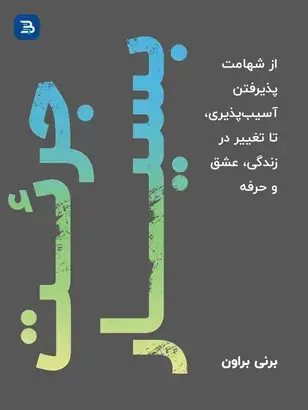 جرئت
بسیار
از شهامت
پذیرفتن
آسیب‌پذیری،
تا تغییر در
زندگی، عشق
و حرفه
برنی براون